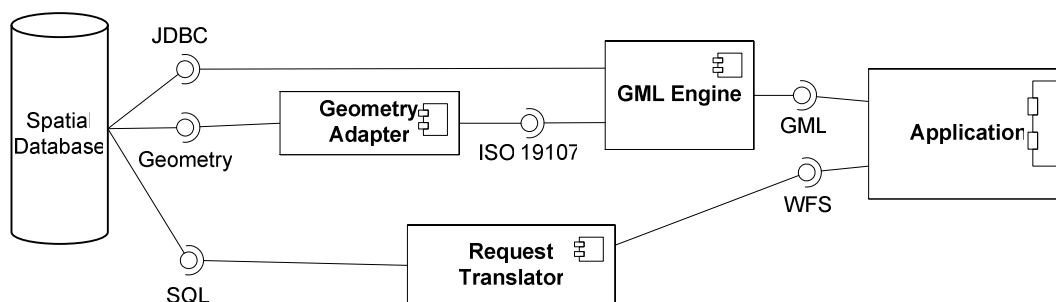 JDBC
GML Engine
Geometry
Adapter
Spatial
Database
Application
GML
ISO 19107
Geometry
WFS
Request
Translator
SQL